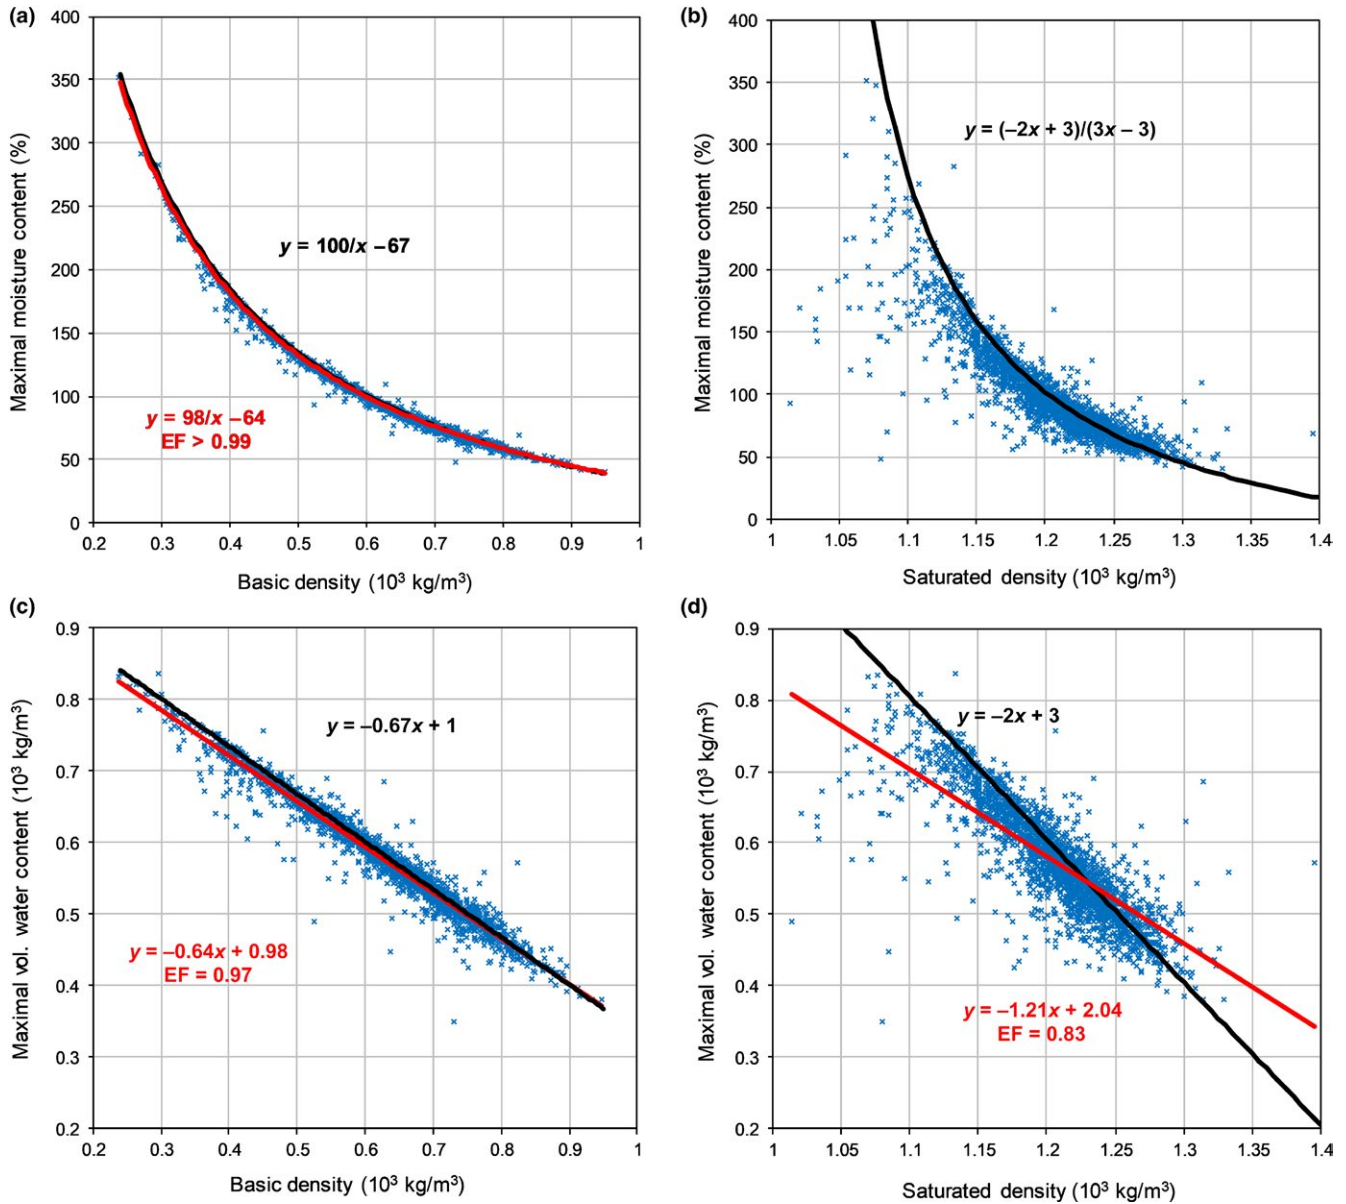 (a)
400
350
300
250
200
150
100
50
0
Maximal moisture content (%)
y = 100/x –67
y = 98/x –64
EF > 0.99
0.2 0.3 0.4 0.5 0.6 0.7 0.8 0.9 1
Basic density (10³ kg/m³)
(b)
400
350
300
250
200
150
100
50
0
Maximal moisture content (%)
y = (–2x + 3)/(3x – 3)
1 1.05 1.1 1.15 1.2 1.25 1.3 1.35 1.4
Saturated density (10³ kg/m³)
(c)
0.9
0.8
0.7
0.6
0.5
0.4
0.3
0.2
Maximal vol. water content (10³ kg/m³)
y = –0.67x + 1
y = –0.64x + 0.98
EF = 0.97
0.2 0.3 0.4 0.5 0.6 0.7 0.8 0.9 1
Basic density (10³ kg/m³)
(d)
0.9
0.8
0.7
0.6
0.5
0.4
0.3
0.2
Maximal vol. water content (10³ kg/m³)
y = –2x + 3
y = –1.21x + 2.04
EF = 0.83
1 1.05 1.1 1.15 1.2 1.25 1.3 1.35 1.4
Saturated density (10³ kg/m³)